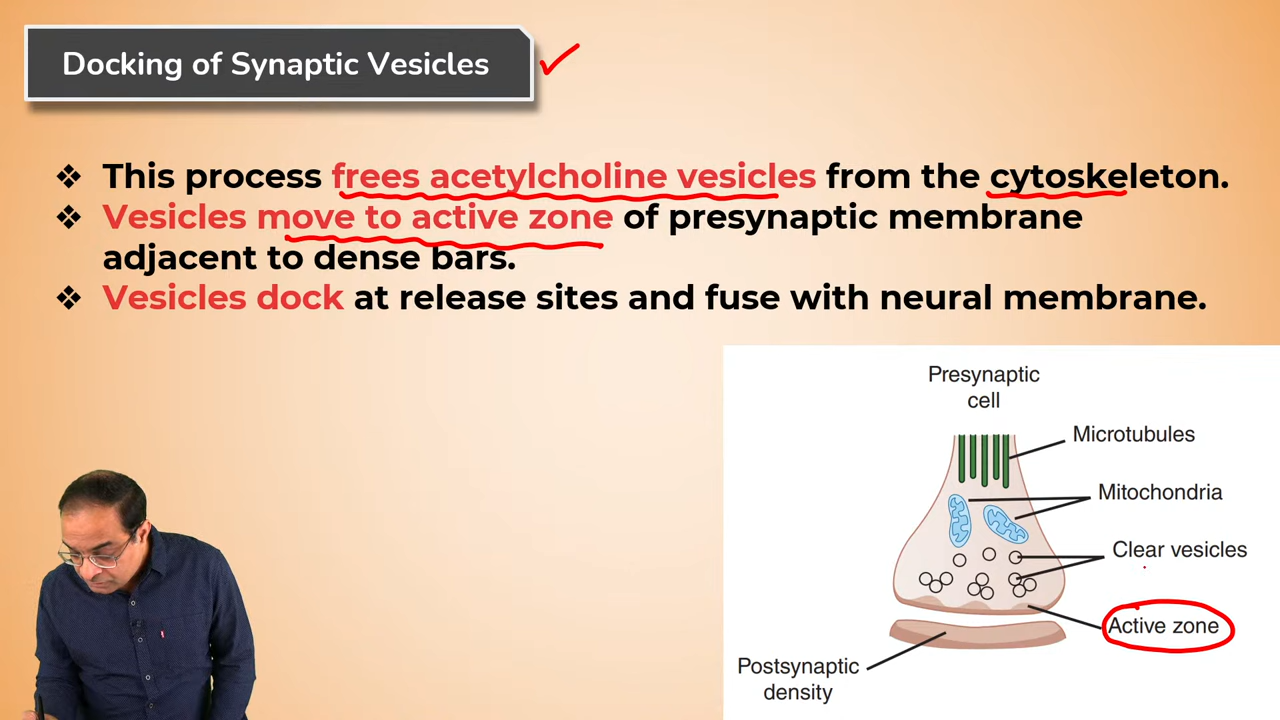 Docking of Synaptic Vesicles
❖ This process frees acetylcholine vesicles from the cytoskeleton.
❖ Vesicles move to active zone of presynaptic membrane
adjacent to dense bars.
❖ Vesicles dock at release sites and fuse with neural membrane.
Presynaptic
cell
Microtubules
Mitochondria
Clear vesicles
Active zone
Postsynaptic
density